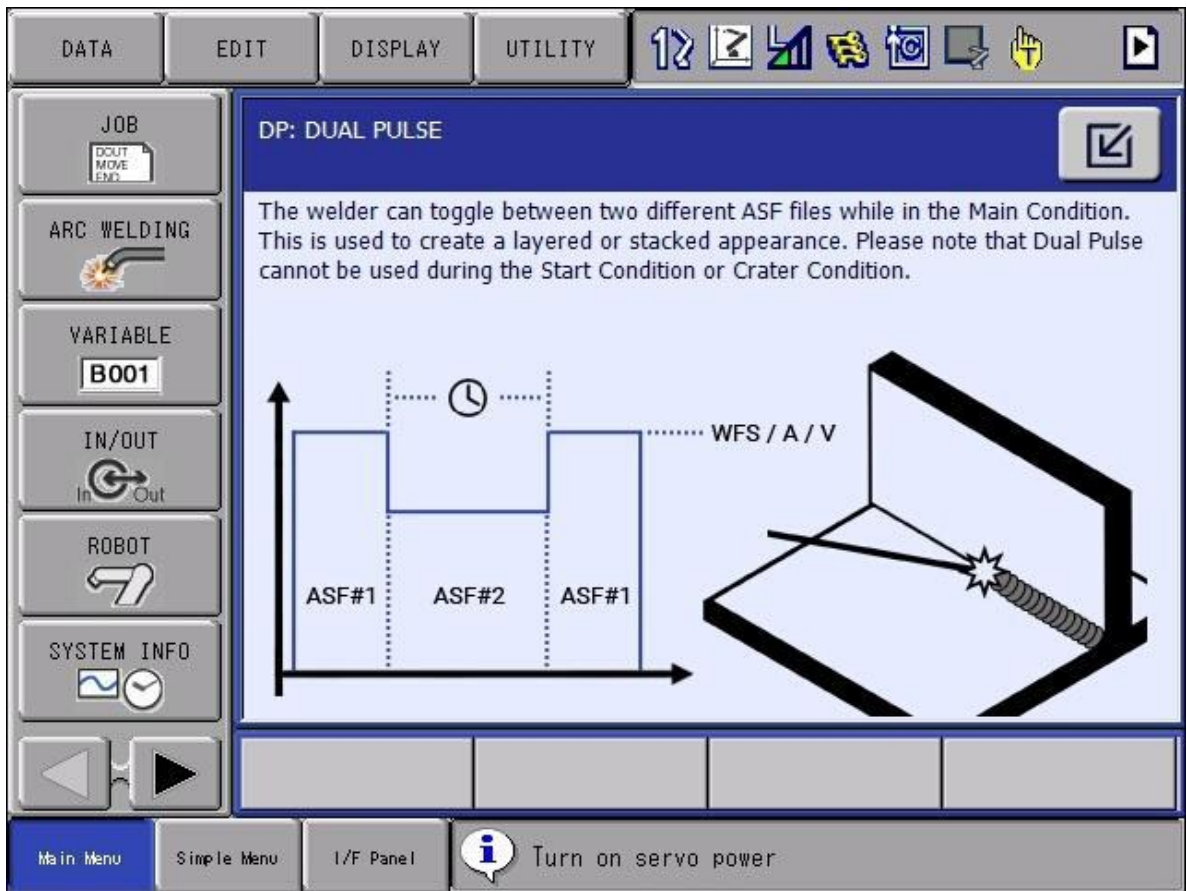 DATA
EDIT
DISPLAY
UTILITY
JOB
DOUT
MOVE
END
ARC WELDING
VARIABLE
B001
IN/OUT
In
Out
ROBOT
SYSTEM INFO
DP: DUAL PULSE
The welder can toggle between two different ASF files while in the Main Condition.
This is used to create a layered or stacked appearance. Please note that Dual Pulse
cannot be used during the Start Condition or Crater Condition.
WFS / A / V
ASF#1
ASF#2
ASF#1
Main Menu
Simple Menu
I/F Panel
Turn on servo power